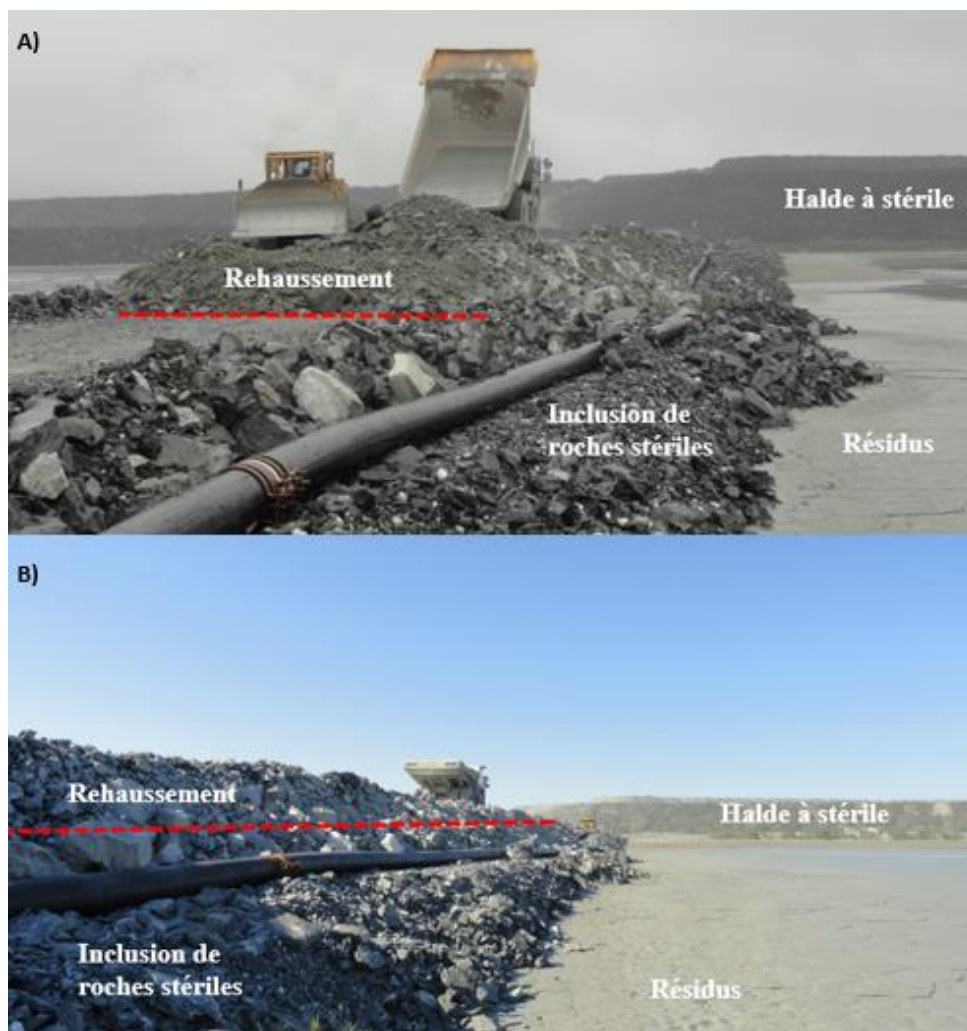 A)
Halde à stérile
Rehaussement
Inclusion de
roches stériles
Résidus
B)
Rehaussement
Halde à stérile
Inclusion de
roches stériles
Résidus